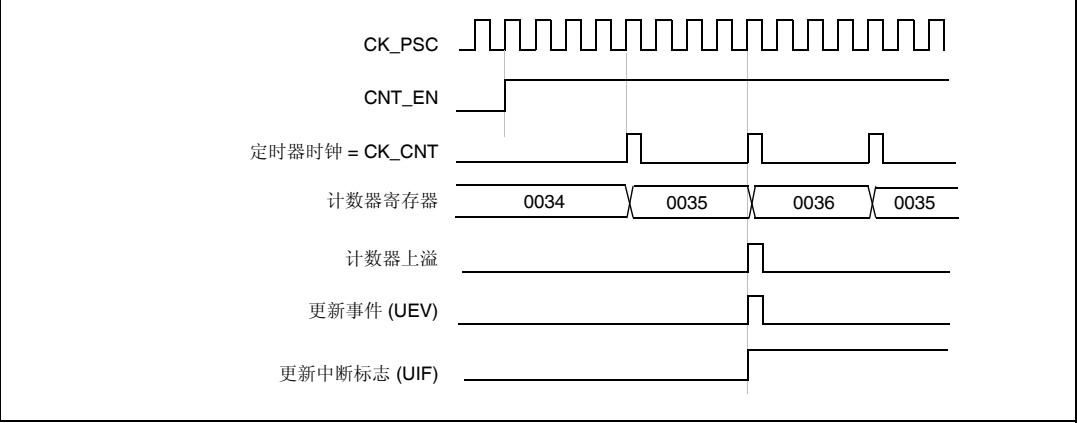 CK_PSC
CNT_EN
定时器时钟 = CK_CNT
计数器寄存器 0034 0035 0036 0035
计数器上溢
更新事件 (UEV)
更新中断标志 (UIF)